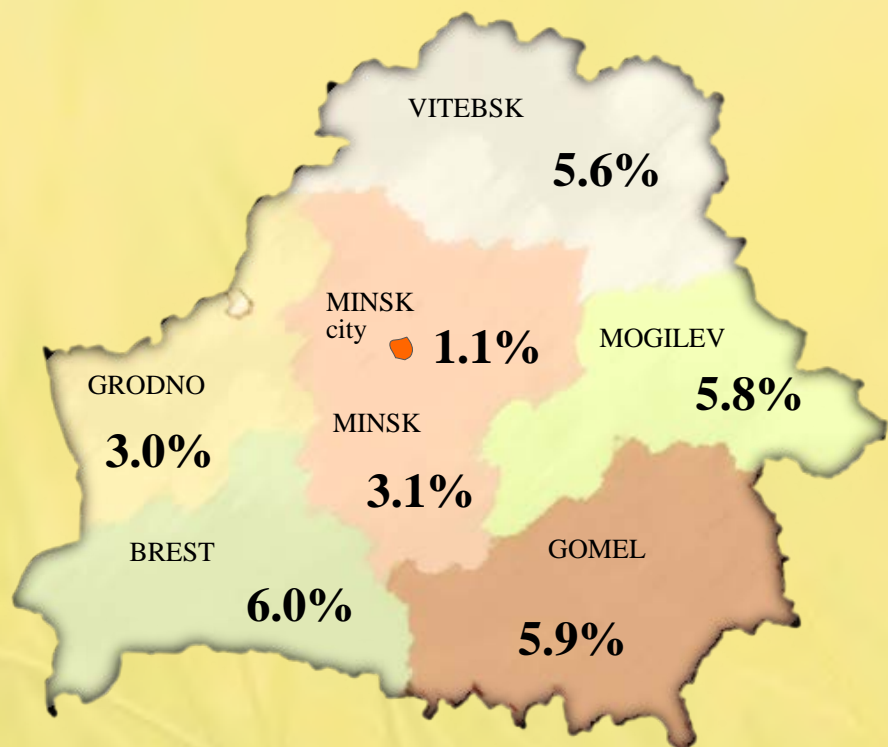 VITEBSK
5.6%
MINSK
city
1.1%
MOGILEV
5.8%
GRODNO
3.0%
MINSK
3.1%
BREST
6.0%
GOMEL
5.9%